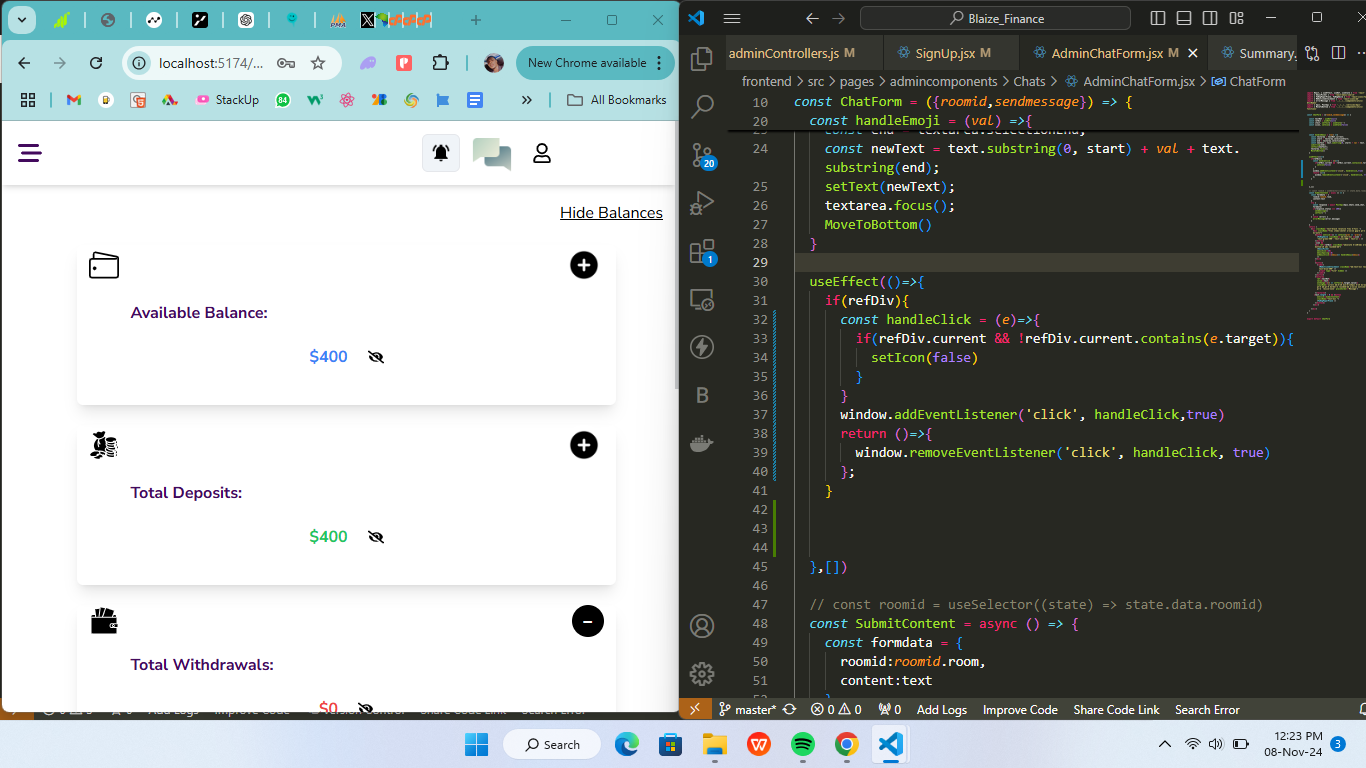 localhost:5174/...
New Chrome available
StackUp
84
All Bookmarks
Hide Balances
Available Balance:
$400
Total Deposits:
$400
Total Withdrawals:
$0
Blaize_Finance
adminControllers.js M
SignUp.jsx M
AdminChatForm.jsx M
Summary.
frontend > src > pages > admincomponents > Chats > AdminChatForm.jsx > ChatForm
10 const ChatForm = ({roomid,sendmessage}) => {
20 const handleEmoji = (val) =>{
23 const end = textarea.selectionEnd;
24 const newText = text.substring(0, start) + val + text.
substring(end);
25 setText(newText);
26 textarea.focus();
27 MoveToBottom()
28 }
29
30 useEffect(()=>{
31 if(refDiv){
32 const handleClick = (e)=>{
33 if(refDiv.current && !refDiv.current.contains(e.target)){
34 setIcon(false)
35 }
36 }
37 window.addEventListener('click', handleClick,true)
38 return ()=>{
39 window.removeEventListener('click', handleClick, true)
40 };
41 }
42
43
44
45 },[])
46
47 // const roomid = useSelector((state) => state.data.roomid)
48 const SubmitContent = async () => {
49 const formdata = {
50 roomid:roomid.room,
51 content:text
20
1
B
master*
0 0
0
Add Logs
Improve Code
Share Code Link
Search Error
Search
12:23 PM
08-Nov-24
3